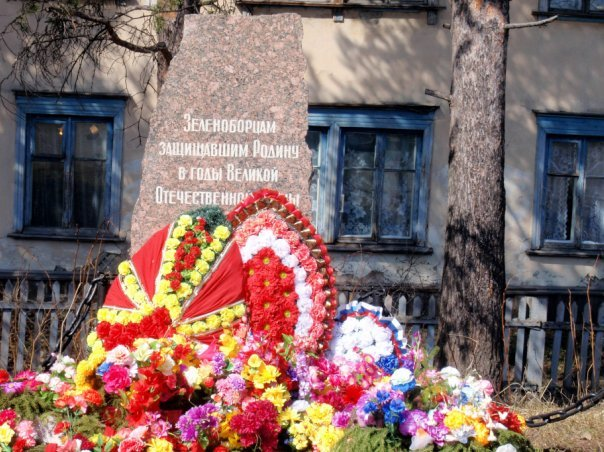 Зеленоборцам
защищавшим Родину
в годы Великой
Отечественной